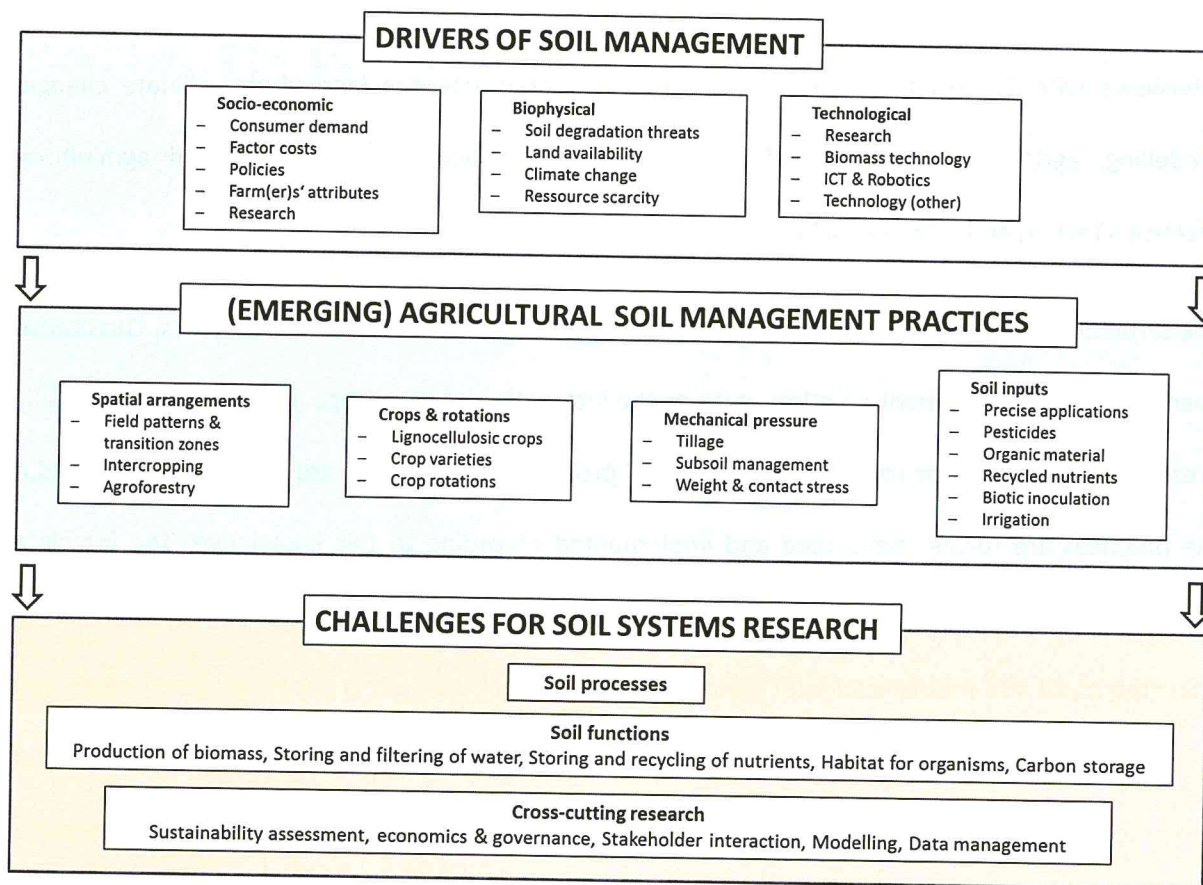 DRIVERS OF SOIL MANAGEMENT
Socio-economic
– Consumer demand
– Factor costs
– Policies
– Farm(er)s‘ attributes
– Research
Biophysical
– Soil degradation threats
– Land availability
– Climate change
– Ressource scarcity
Technological
– Research
– Biomass technology
– ICT & Robotics
– Technology (other)
(EMERGING) AGRICULTURAL SOIL MANAGEMENT PRACTICES
Spatial arrangements
– Field patterns &
transition zones
– Intercropping
– Agroforestry
Crops & rotations
– Lignocellulosic crops
– Crop varieties
– Crop rotations
Mechanical pressure
– Tillage
– Subsoil management
– Weight & contact stress
Soil inputs
– Precise applications
– Pesticides
– Organic material
– Recycled nutrients
– Biotic inoculation
– Irrigation
CHALLENGES FOR SOIL SYSTEMS RESEARCH
Soil processes
Soil functions
Production of biomass, Storing and filtering of water, Storing and recycling of nutrients, Habitat for organisms, Carbon storage
Cross-cutting research
Sustainability assessment, economics & governance, Stakeholder interaction, Modelling, Data management